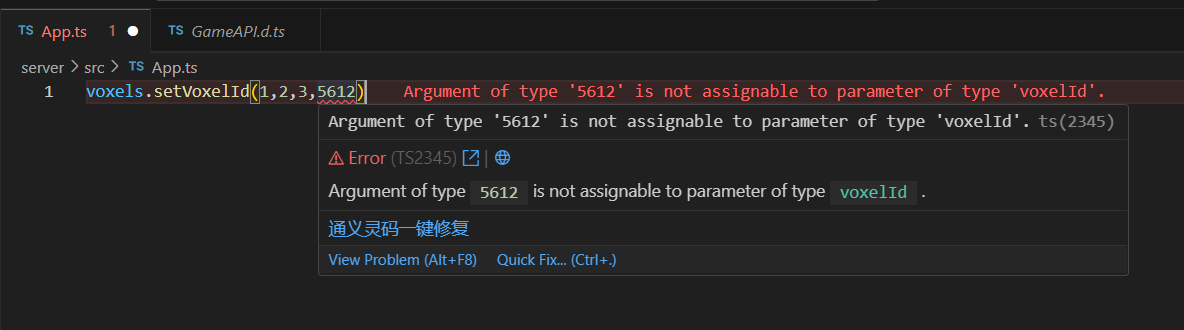 TS App.ts 1 TS GameAPI.d.ts
server > src > TS App.ts
1 voxels.setVoxelId(1,2,3,5612) Argument of type '5612' is not assignable to parameter of type 'voxelId'.
Argument of type '5612' is not assignable to parameter of type 'voxelId'. ts(2345)
Error (TS2345) |
Argument of type 5612 is not assignable to parameter of type voxelId .
通义灵码一键修复
View Problem (Alt+F8) Quick Fix... (Ctrl+.)